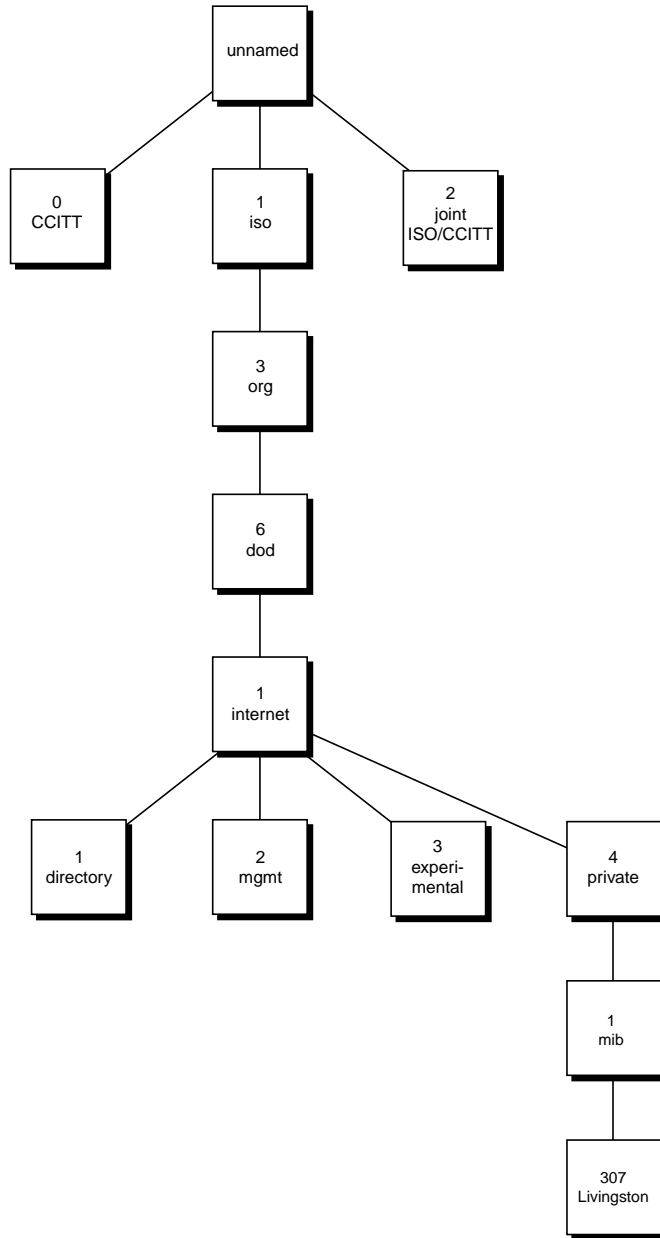 unnamed
0
CCITT
1
iso
2
joint
ISO/CCITT
3
org
6
dod
1
internet
1
directory
2
mgmt
3
experi-
mental
4
private
1
mib
307
Livingston